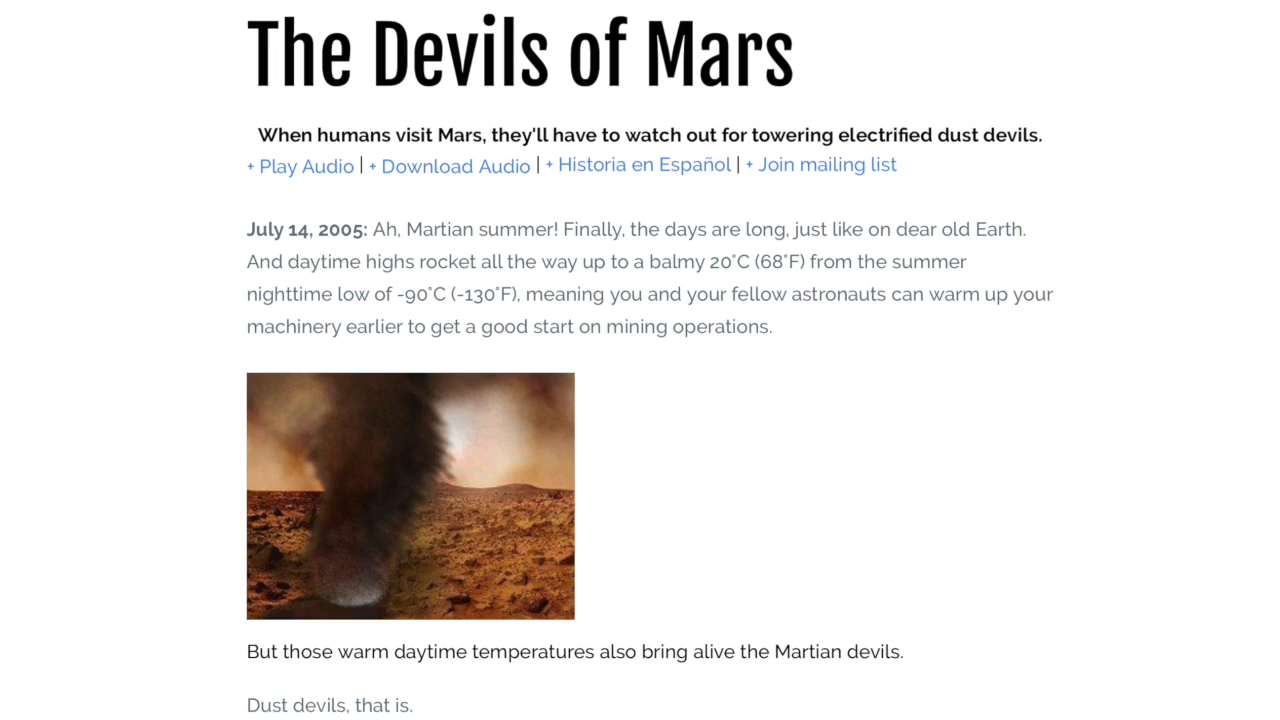 The Devils of Mars
When humans visit Mars, they'll have to watch out for towering electrified dust devils.
+ Play Audio | + Download Audio | + Historia en Español | + Join mailing list
July 14, 2005: Ah, Martian summer! Finally, the days are long, just like on dear old Earth.
And daytime highs rocket all the way up to a balmy 20°C (68°F) from the summer
nighttime low of -90°C (-130°F), meaning you and your fellow astronauts can warm up your
machinery earlier to get a good start on mining operations.
But those warm daytime temperatures also bring alive the Martian devils.
Dust devils, that is.